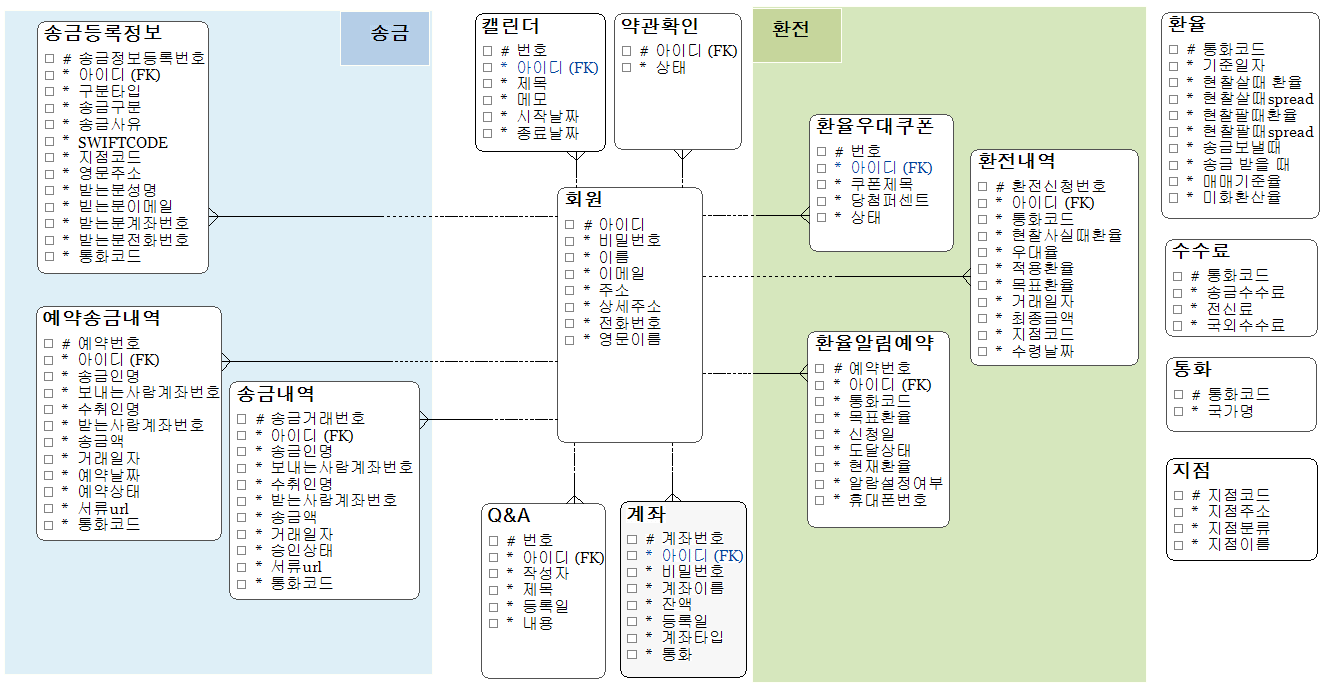 송금
송금등록정보
# 송금정보등록번호
* 아이디 (FK)
* 구분타입
* 송금구분
* 송금사유
* SWIFTCODE
* 지점코드
* 영문주소
* 받는분성명
* 받는분이메일
* 받는분계좌번호
* 받는분전화번호
* 통화코드
예약송금내역
# 예약번호
* 아이디 (FK)
* 송금인명
* 보내는사람계좌번호
* 수취인명
* 받는사람계좌번호
* 송금액
* 거래일자
* 예약날짜
* 예약상태
* 서류url
* 통화코드
송금내역
# 송금거래번호
* 아이디 (FK)
* 송금인명
* 보내는사람계좌번호
* 수취인명
* 받는사람계좌번호
* 송금액
* 거래일자
* 승인상태
* 서류url
* 통화코드
캘린더
# 번호
* 아이디 (FK)
* 제목
* 메모
* 시작날짜
* 종료날짜
약관확인
# 아이디 (FK)
* 상태
회원
# 아이디
* 비밀번호
* 이름
* 이메일
* 주소
* 상세주소
* 전화번호
* 영문이름
Q&A
# 번호
* 아이디 (FK)
* 작성자
* 제목
* 등록일
* 내용
계좌
# 계좌번호
* 아이디 (FK)
* 비밀번호
* 계좌이름
* 잔액
* 등록일
* 계좌타입
* 통화
환전
환율우대쿠폰
# 번호
* 아이디 (FK)
* 쿠폰제목
* 당첨퍼센트
* 상태
환전내역
# 환전신청번호
* 아이디 (FK)
* 통화코드
* 현찰사실때환율
* 우대율
* 적용환율
* 목표환율
* 거래일자
* 최종금액
* 지점코드
* 수령날짜
환율알림예약
# 예약번호
* 아이디 (FK)
* 통화코드
* 목표환율
* 신청일
* 도달상태
* 현재환율
* 알람설정여부
* 휴대폰번호
환율
# 통화코드
* 기준일자
* 현찰살때 환율
* 현찰살때spread
* 현찰팔때환율
* 현찰팔때spread
* 송금보낼때
* 송금 받을 때
* 매매기준율
* 미화환산율
수수료
# 통화코드
* 송금수수료
* 전신료
* 국외수수료
통화
# 통화코드
* 국가명
지점
# 지점코드
* 지점주소
* 지점분류
* 지점이름